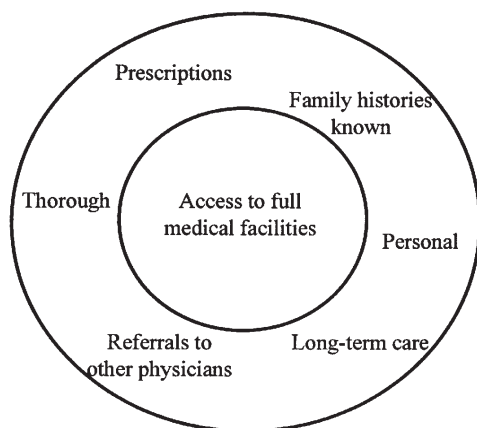 Prescriptions
Family histories
known
Thorough
Access to full
medical facilities
Personal
Referrals to
other physicians
Long-term care